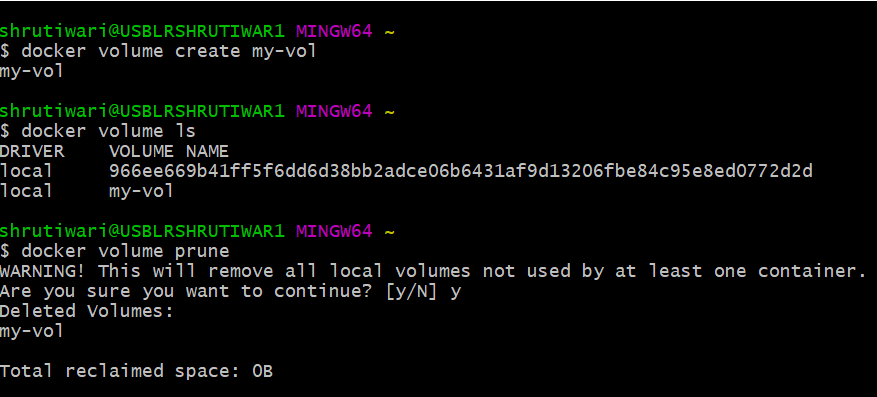 shrutiwari@USBLRSHRUTIWAR1 MINGW64 ~
$ docker volume create my-vol
my-vol
shrutiwari@USBLRSHRUTIWAR1 MINGW64 ~
$ docker volume ls
DRIVER    VOLUME NAME
local     966ee669b41ff5f6dd6d38bb2adce06b6431af9d13206fbe84c95e8ed0772d2d
local     my-vol
shrutiwari@USBLRSHRUTIWAR1 MINGW64 ~
$ docker volume prune
WARNING! This will remove all local volumes not used by at least one container.
Are you sure you want to continue? [y/N] y
Deleted Volumes:
my-vol
Total reclaimed space: 0B